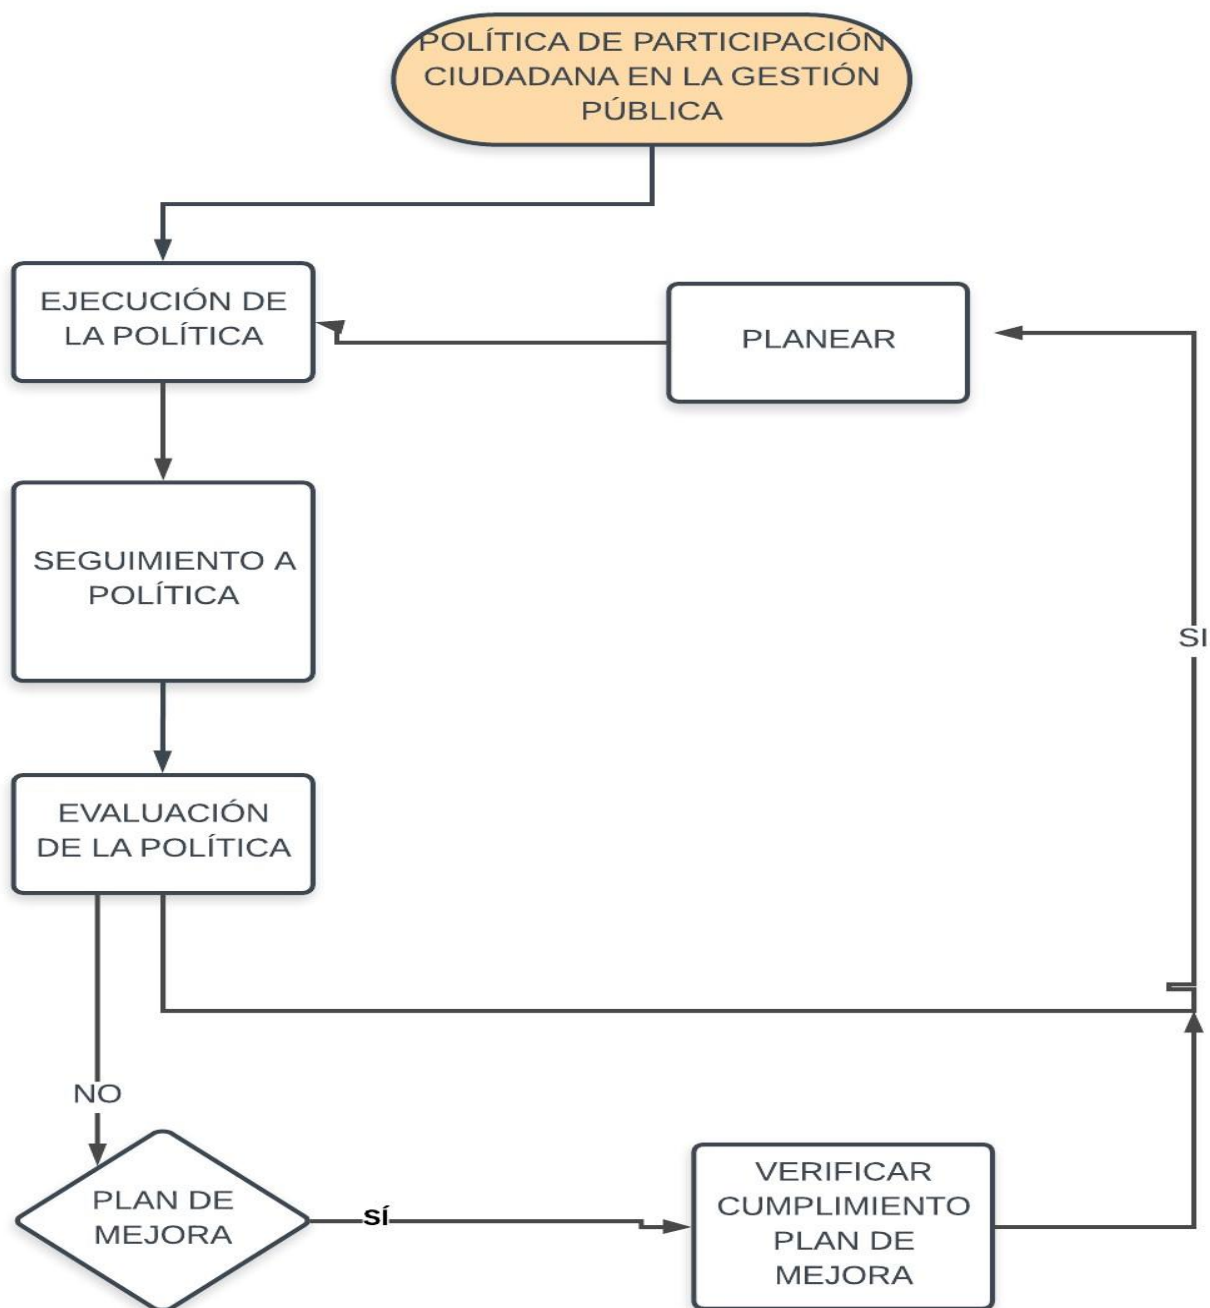 POLÍTICA DE PARTICIPACIÓN
CIUDADANA EN LA GESTIÓN
PÚBLICA
EJECUCIÓN DE
LA POLÍTICA
PLANEAR
SEGUIMIENTO A
POLÍTICA
SI
EVALUACIÓN
DE LA POLÍTICA
NO
PLAN DE
MEJORA
SÍ
VERIFICAR
CUMPLIMIENTO
PLAN DE
MEJORA